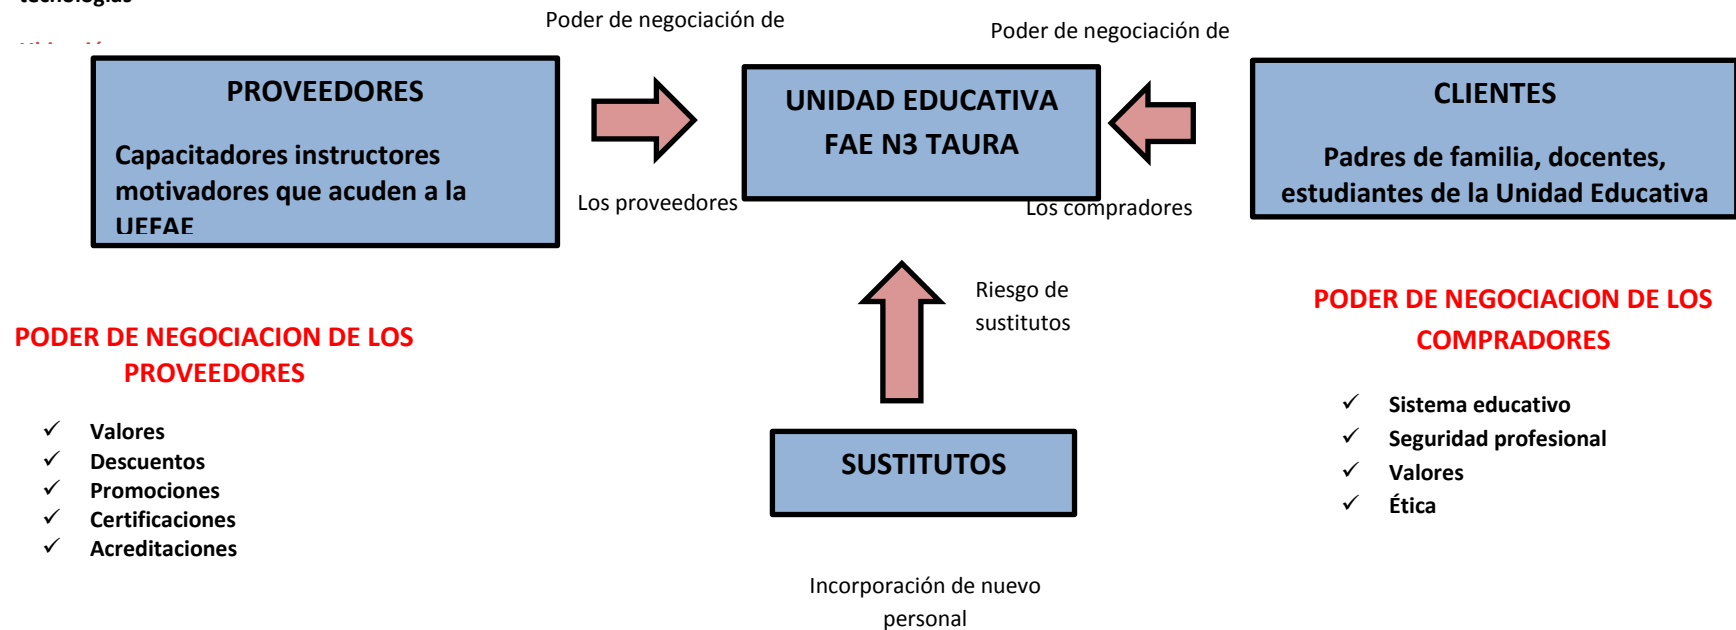 Poder de negociación de
Poder de negociación de
PROVEEDORES
Capacitadores instructores
motivadores que acuden a la
UEFAE
UNIDAD EDUCATIVA
FAE N3 TAURA
CLIENTES
Padres de familia, docentes,
estudiantes de la Unidad Educativa
Los proveedores
Los compradores
Riesgo de
sustitutos
PODER DE NEGOCIACION DE LOS
PROVEEDORES
✓ Valores
✓ Descuentos
✓ Promociones
✓ Certificaciones
✓ Acreditaciones
SUSTITUTOS
Incorporación de nuevo
personal
PODER DE NEGOCIACION DE LOS
COMPRADORES
✓ Sistema educativo
✓ Seguridad profesional
✓ Valores
✓ Ética